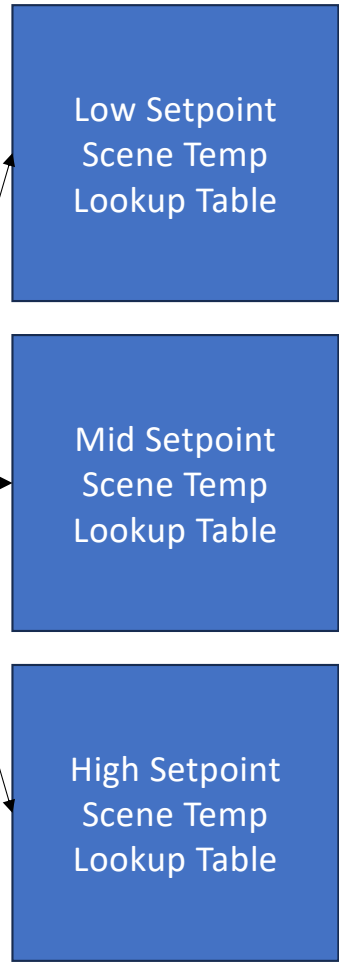 Low Setpoint
Scene Temp
Lookup Table
Mid Setpoint
Scene Temp
Lookup Table
High Setpoint
Scene Temp
Lookup Table